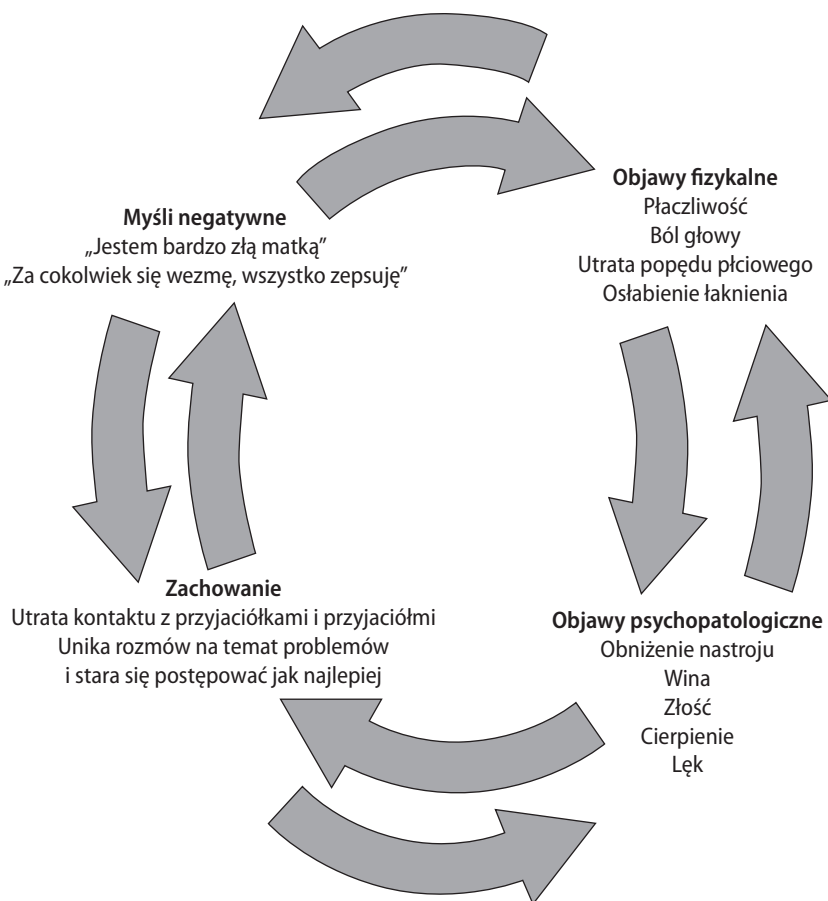 Myśli negatywne
„Jestem bardzo złą matką”
„Za cokolwiek się wezmę, wszystko zepsuję”
Objawy fizykalne
Płaczliwość
Ból głowy
Utrata popędu płciowego
Osłabienie łaknienia
Zachowanie
Utrata kontaktu z przyjaciółkami i przyjaciółmi
Unika rozmów na temat problemów
i stara się postępować jak najlepiej
Objawy psychopatologiczne
Obniżenie nastroju
Wina
Złość
Cierpienie
Lęk